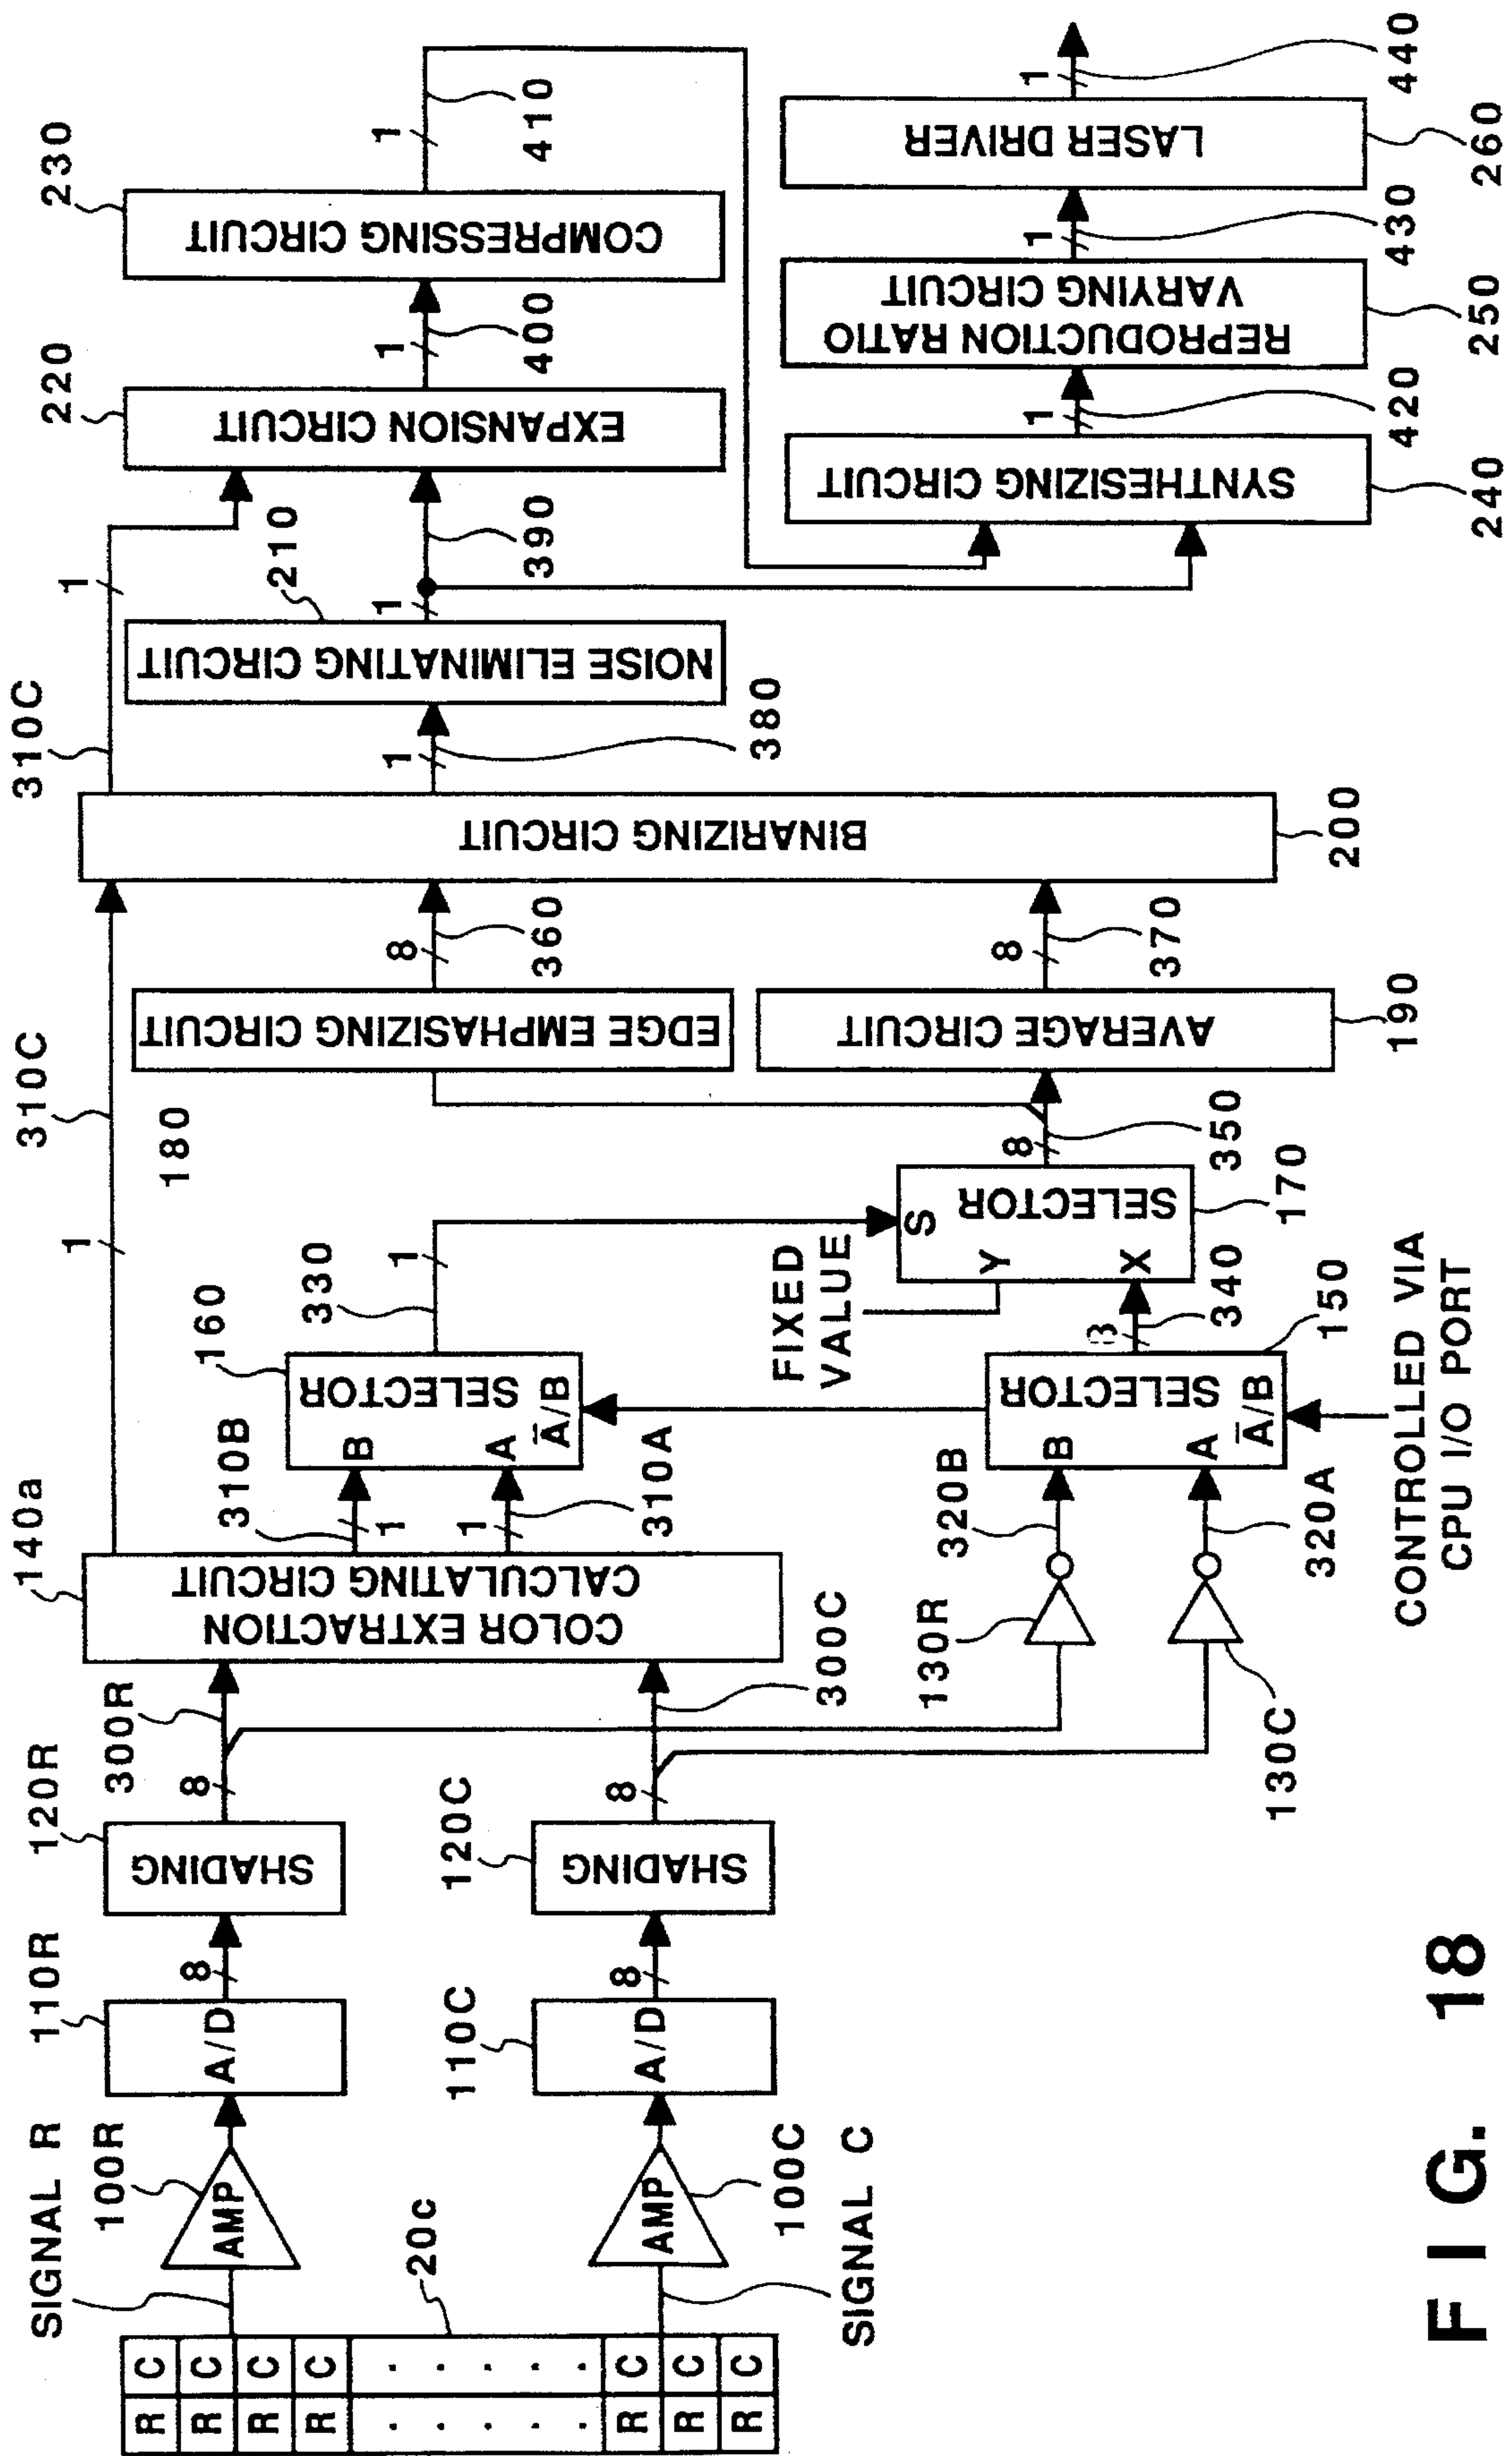 R C
R C
R C
R C
. . . . .
. . . . .
R C
R C
R C
20c
SIGNAL R
100R
AMP
110R
A/D
8
120R
SHADING
8
300R
SIGNAL C
100C
AMP
110C
A/D
8
120C
SHADING
8
300C
140a
COLOR EXTRACTION
CALCULATING CIRCUIT
130R
130C
320B
320A
310B
1
1
310A
160
B
A
SELECTOR
A̅/B
330
1
B
A
SELECTOR
A̅/B
150
CONTROLLED VIA
CPU I/O PORT
340
FIXED
VALUE
S
Y
X
SELECTOR
170
8
350
1
310C
180
EDGE EMPHASIZING CIRCUIT
8
360
AVERAGE CIRCUIT
190
8
370
BINARIZING CIRCUIT
200
310C
1
1
380
NOISE ELIMINATING CIRCUIT
210
1
390
220
EXPANSION CIRCUIT
1
400
230
COMPRESSING CIRCUIT
1
410
SYNTHESIZING CIRCUIT
240
1
420
REPRODUCTION RATIO
VARYING CIRCUIT
250
1
430
LASER DRIVER
260
1
440
FIG. 18